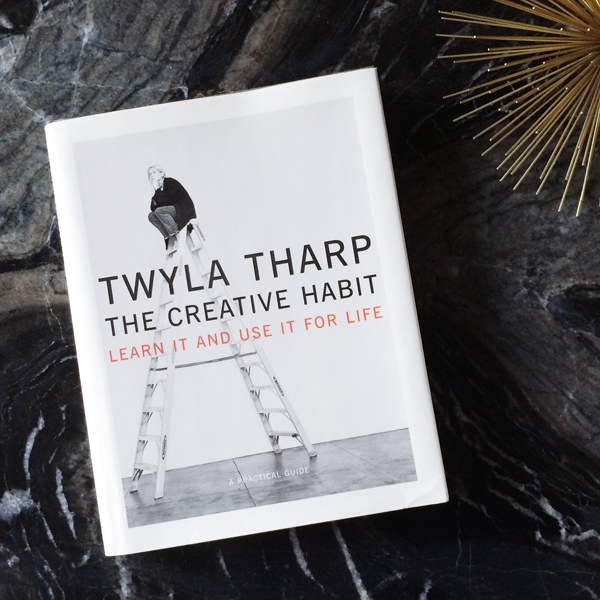 TWYLA THARP
THE CREATIVE HABIT
LEARN IT AND USE IT FOR LIFE
A PRACTICAL GUIDE